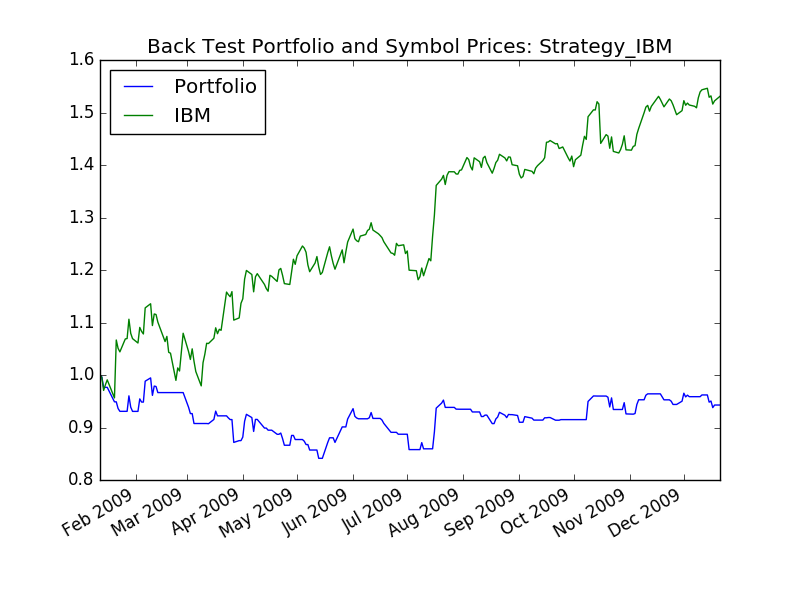 Back Test Portfolio and Symbol Prices: Strategy_IBM
Portfolio
IBM
1.6
1.5
1.4
1.3
1.2
1.1
1.0
0.9
0.8
Feb 2009
Mar 2009
Apr 2009
May 2009
Jun 2009
Jul 2009
Aug 2009
Sep 2009
Oct 2009
Nov 2009
Dec 2009